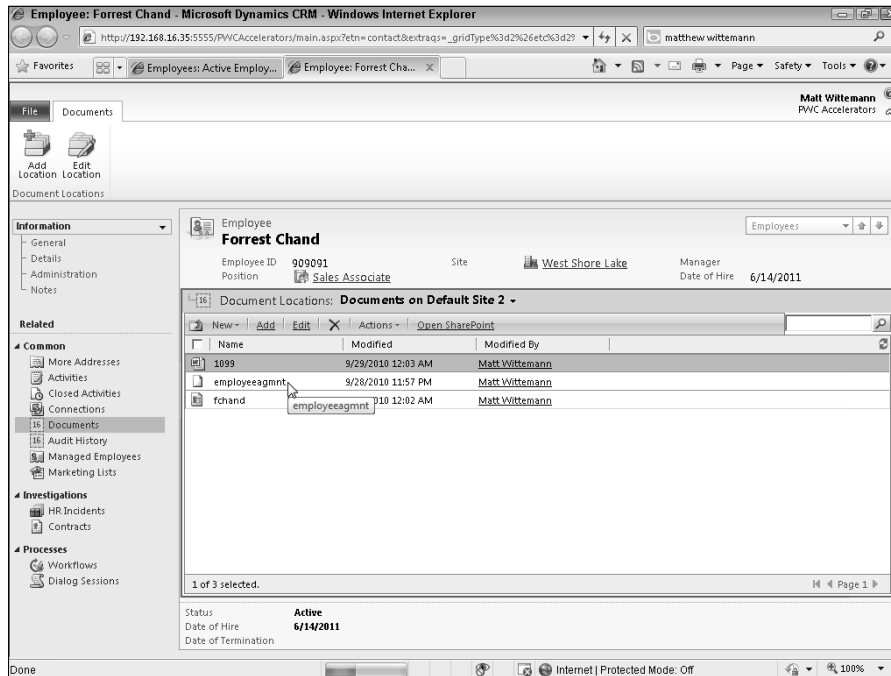 Employee: Forrest Chand - Microsoft Dynamics CRM - Windows Internet Explorer
http://192.168.16.35:5555/PWCAccelerators/main.aspx?etn=contact&extraqs=_gridType%3d2%26etc%3d2%
matthew wittemann
Favorites
Employees: Active Employ...
Employee: Forrest Cha...
Page
Safety
Tools
File
Documents
Matt Wittemann
PWC Accelerators
Add Location
Edit Location
Document Locations
Information
General
Details
Administration
Notes
Related
Common
More Addresses
Activities
Closed Activities
Connections
16 Documents
16 Audit History
Managed Employees
Marketing Lists
Investigations
HR Incidents
Contracts
Processes
Workflows
Dialog Sessions
Employee
Forrest Chand
Employees
Employee ID 909091 Site West Shore Lake Manager
Position Sales Associate Date of Hire 6/14/2011
16 Document Locations: Documents on Default Site 2
New Add Edit Actions Open SharePoint
Name Modified Modified By
1099 9/29/2010 12:03 AM Matt Wittemann
employeeagmnt 9/28/2010 11:57 PM Matt Wittemann
fchand 010 12:02 AM Matt Wittemann
employeeagmnt
1 of 3 selected.
Page 1
Status Active
Date of Hire 6/14/2011
Date of Termination
Done
Internet | Protected Mode: Off
100%